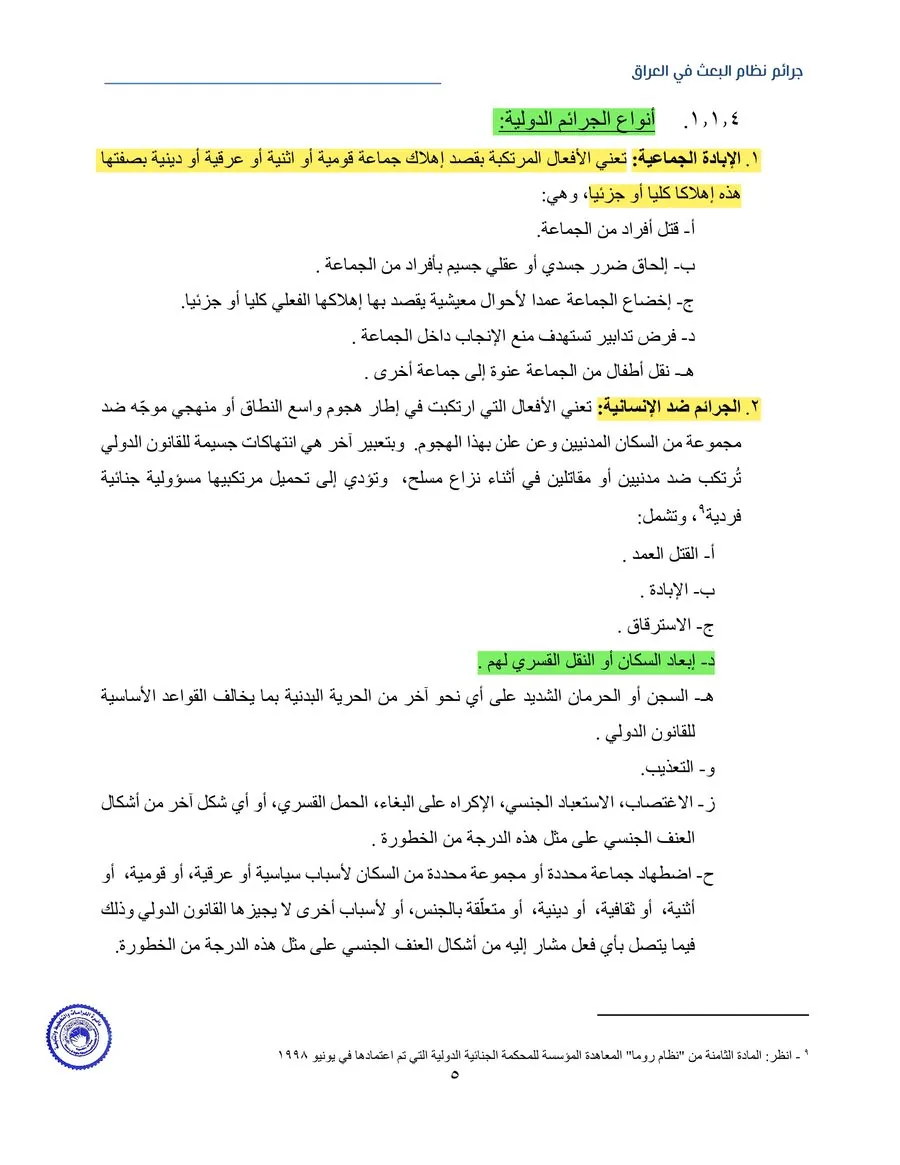 جرائم نظام البعث في العراق
١,١,٤. أنواع الجرائم الدولية:
١. الإبادة الجماعية: تعني الأفعال المرتكبة بقصد إهلاك جماعة قومية أو اثنية أو عرقية أو دينية بصفتها
هذه إهلاكا كليا أو جزئيا، وهي:
أ- قتل أفراد من الجماعة.
ب- إلحاق ضرر جسدي أو عقلي جسيم بأفراد من الجماعة .
ج- إخضاع الجماعة عمدا لأحوال معيشية يقصد بها إهلاكها الفعلي كليا أو جزئيا.
د- فرض تدابير تستهدف منع الإنجاب داخل الجماعة .
هـ- نقل أطفال من الجماعة عنوة إلى جماعة أخرى .
٢. الجرائم ضد الإنسانية: تعني الأفعال التي ارتكبت في إطار هجوم واسع النطاق أو منهجي موجّه ضد
مجموعة من السكان المدنيين وعن علن بهذا الهجوم. وبتعبير آخر هي انتهاكات جسيمة للقانون الدولي
تُرتكب ضد مدنيين أو مقاتلين في أثناء نزاع مسلح، وتؤدي إلى تحميل مرتكبيها مسؤولية جنائية
فردية٩، وتشمل:
أ- القتل العمد .
ب- الإبادة .
ج- الاسترقاق .
د- إبعاد السكان أو النقل القسري لهم .
هـ- السجن أو الحرمان الشديد على أي نحو آخر من الحرية البدنية بما يخالف القواعد الأساسية
للقانون الدولي .
و- التعذيب.
ز- الاغتصاب، الاستعباد الجنسي، الإكراه على البغاء، الحمل القسري، أو أي شكل آخر من أشكال
العنف الجنسي على مثل هذه الدرجة من الخطورة .
ح- اضطهاد جماعة محددة أو مجموعة محددة من السكان لأسباب سياسية أو عرقية، أو قومية، أو
أثنية، أو ثقافية، أو دينية، أو متعلّقة بالجنس، أو لأسباب أخرى لا يجيزها القانون الدولي وذلك
فيما يتصل بأي فعل مشار إليه من أشكال العنف الجنسي على مثل هذه الدرجة من الخطورة.
٩ - انظر: المادة الثامنة من "نظام روما" المعاهدة المؤسسة للمحكمة الجنائية الدولية التي تم اعتمادها في يونيو ١٩٩٨
٥